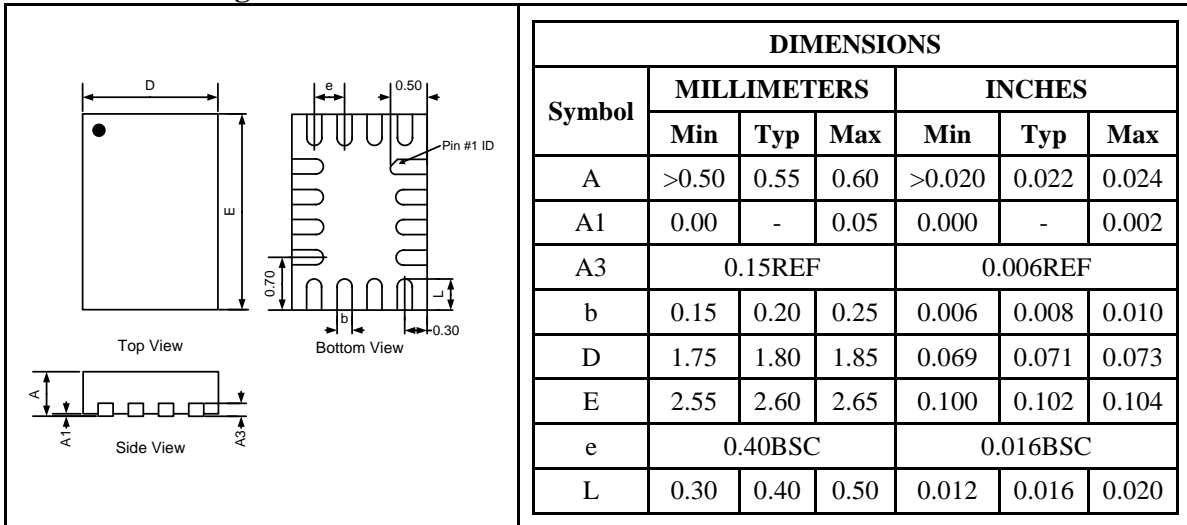 D
E
Top View
A
A1
A3
Side View
e
0.50
Pin #1 ID
0.70
b
L
0.30
Bottom View
DIMENSIONS
Symbol MILLIMETERS INCHES
Min Typ Max Min Typ Max
A >0.50 0.55 0.60 >0.020 0.022 0.024
A1 0.00 - 0.05 0.000 - 0.002
A3 0.15REF 0.006REF
b 0.15 0.20 0.25 0.006 0.008 0.010
D 1.75 1.80 1.85 0.069 0.071 0.073
E 2.55 2.60 2.65 0.100 0.102 0.104
e 0.40BSC 0.016BSC
L 0.30 0.40 0.50 0.012 0.016 0.020